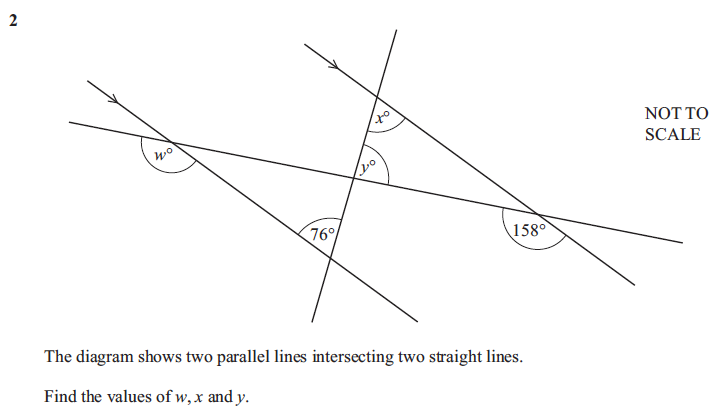 2
x°
NOT TO
SCALE
w°
y°
76°
158°
The diagram shows two parallel lines intersecting two straight lines.
Find the values of w, x and y.